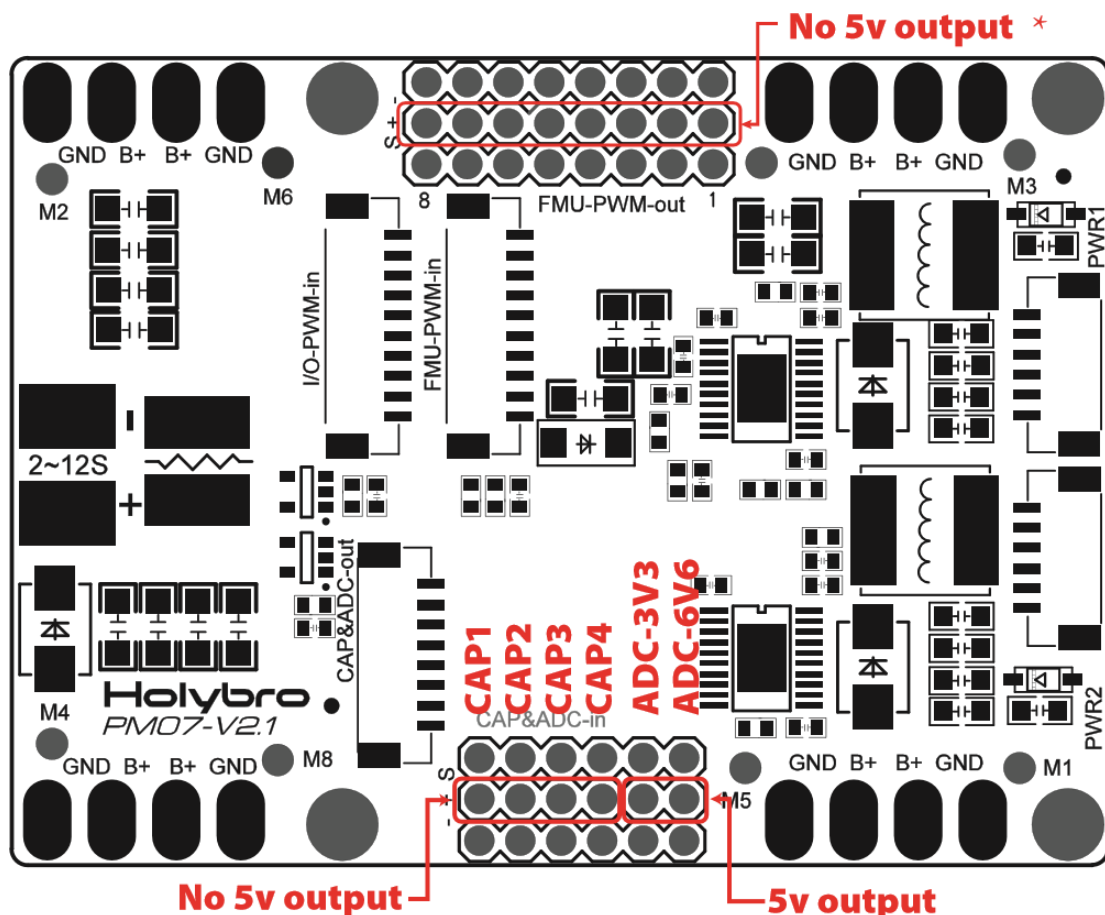 No 5v output *
GND B+ B+ GND
S + -
GND B+ B+ GND
M2
M6
M3
8 FMU-PWM-out 1
PWR1
I/O-PWM-in
FMU-PWM-in
-
2~12S
+
CAP&ADC-out
CAP1
CAP2
CAP3
CAP4
ADC-3V3
ADC-6V6
Holybro
PM07-V2.1
CAP&ADC-in
M4
M8
M5
M1
PWR2
GND B+ B+ GND
- + S
GND B+ B+ GND
No 5v output
5v output